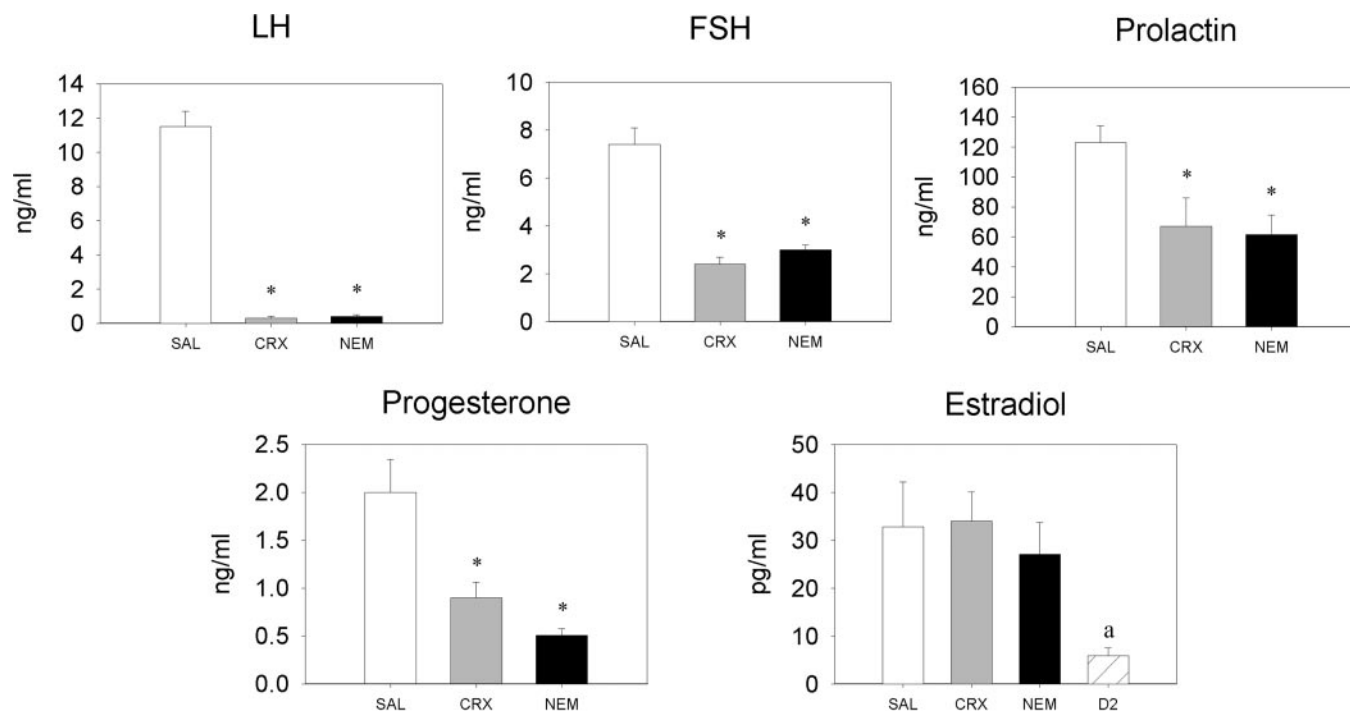 LH
14
12
10
8
6
4
2
0
ng/ml
*
*
SAL CRX NEM
FSH
10
8
6
4
2
0
ng/ml
*
*
SAL CRX NEM
Prolactin
160
140
120
100
80
60
40
20
0
ng/ml
*
*
SAL CRX NEM
Progesterone
2.5
2.0
1.5
1.0
0.5
0.0
ng/ml
*
*
SAL CRX NEM
Estradiol
50
40
30
20
10
0
pg/ml
a
SAL CRX NEM D2